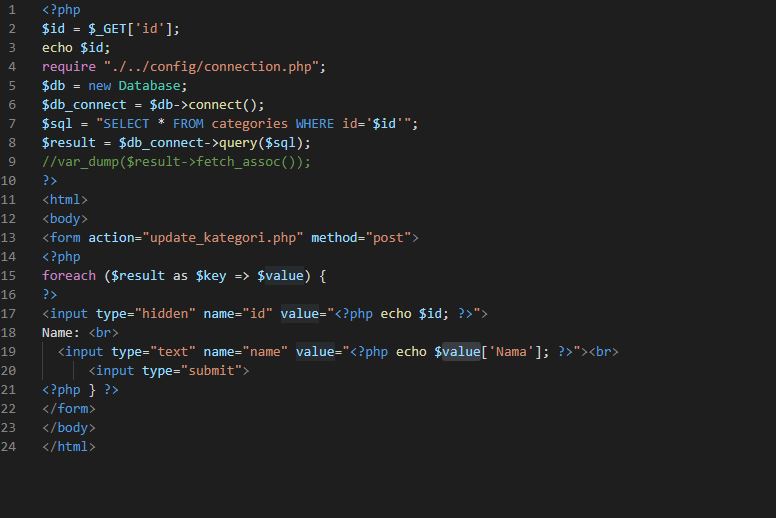 1 <?php
2 $id = $_GET['id'];
3 echo $id;
4 require "./../config/connection.php";
5 $db = new Database;
6 $db_connect = $db->connect();
7 $sql = "SELECT * FROM categories WHERE id='$id'";
8 $result = $db_connect->query($sql);
9 //var_dump($result->fetch_assoc());
10 ?>
11 <html>
12 <body>
13 <form action="update_kategori.php" method="post">
14 <?php
15 foreach ($result as $key => $value) {
16 ?>
17 <input type="hidden" name="id" value="<?php echo $id; ?>">
18 Name: <br>
19   <input type="text" name="name" value="<?php echo $value['Nama']; ?>"><br>
20       <input type="submit">
21 <?php } ?>
22 </form>
23 </body>
24 </html>